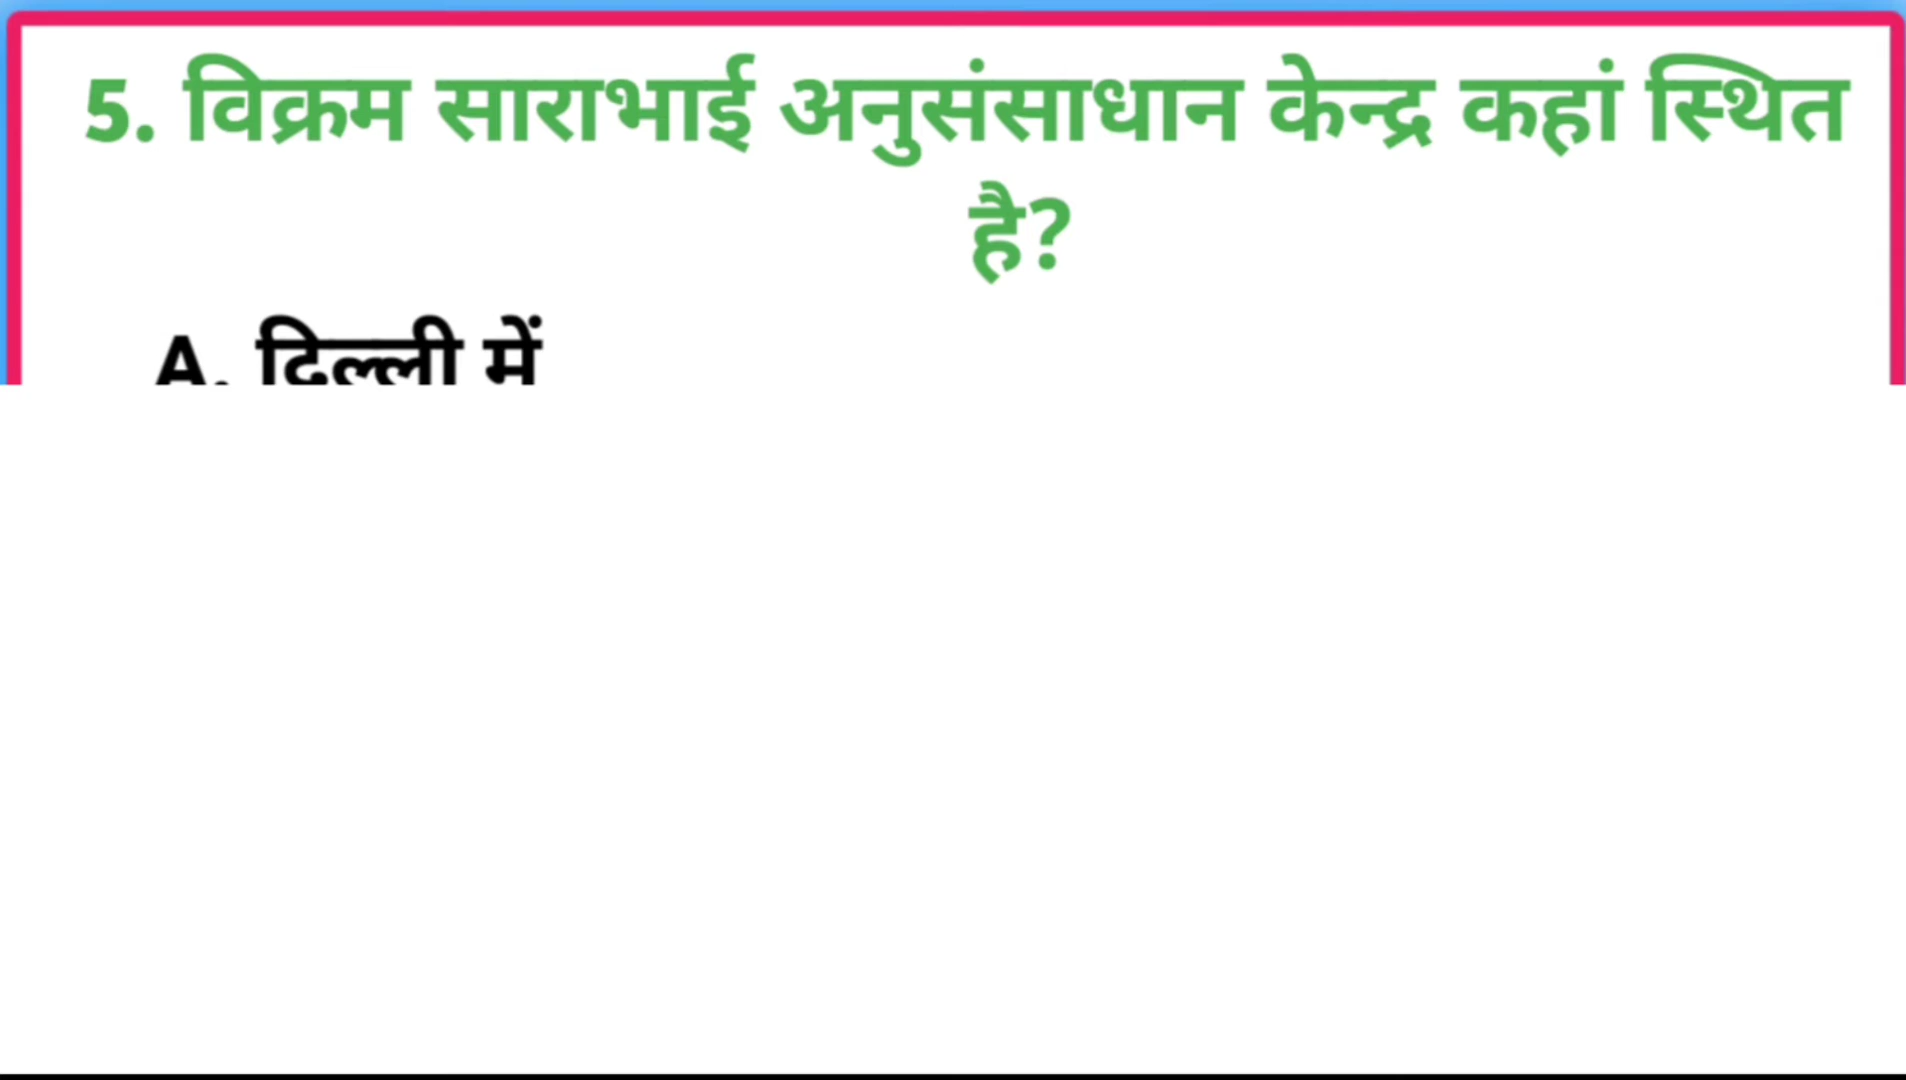 5. विक्रम साराभाई अनुसंसाधान केन्द्र कहां स्थित
है?
A. दिल्ली में